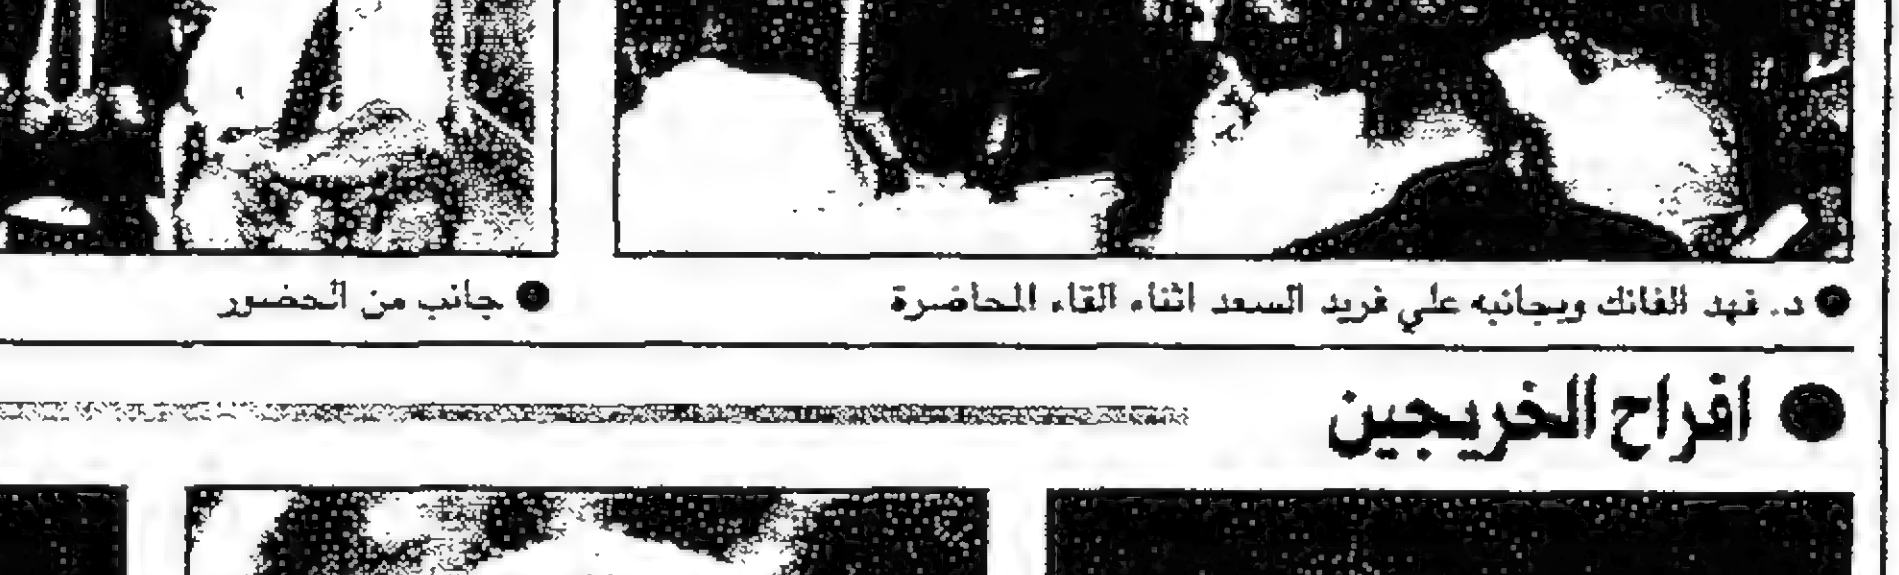 ● د. فهد الفانك وبجانبه علي فريد السعد اثناء القاء المحاضرة
● جانب من الحضور
● افراح الخريجين